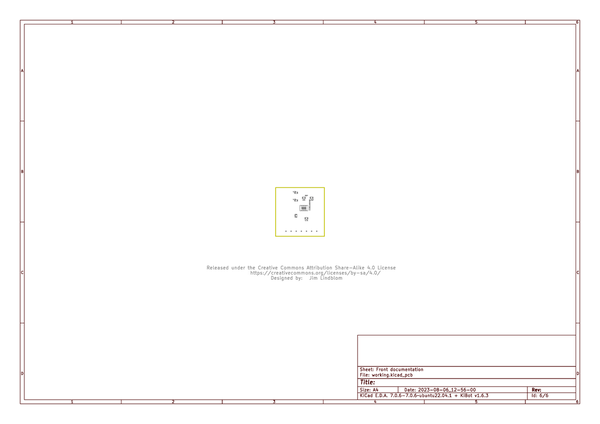 1 2 3 4 5 6
A A
B B
Released under the Creative Commons Attribution Share-Alike 4.0 License
https://creativecommons.org/licenses/by-sa/4.0/
Designed by: Jim Lindblom
C C
Sheet: Front documentation
File: working.kicad_pcb
D D
Title:
Size: A4 Date: 2023-08-06_12-56-00 Rev:
KiCad E.D.A. 7.0.6-7.0.6~ubuntu22.04.1 + KiBot v1.6.3 Id: 6/6
1 2 3 4 5 6